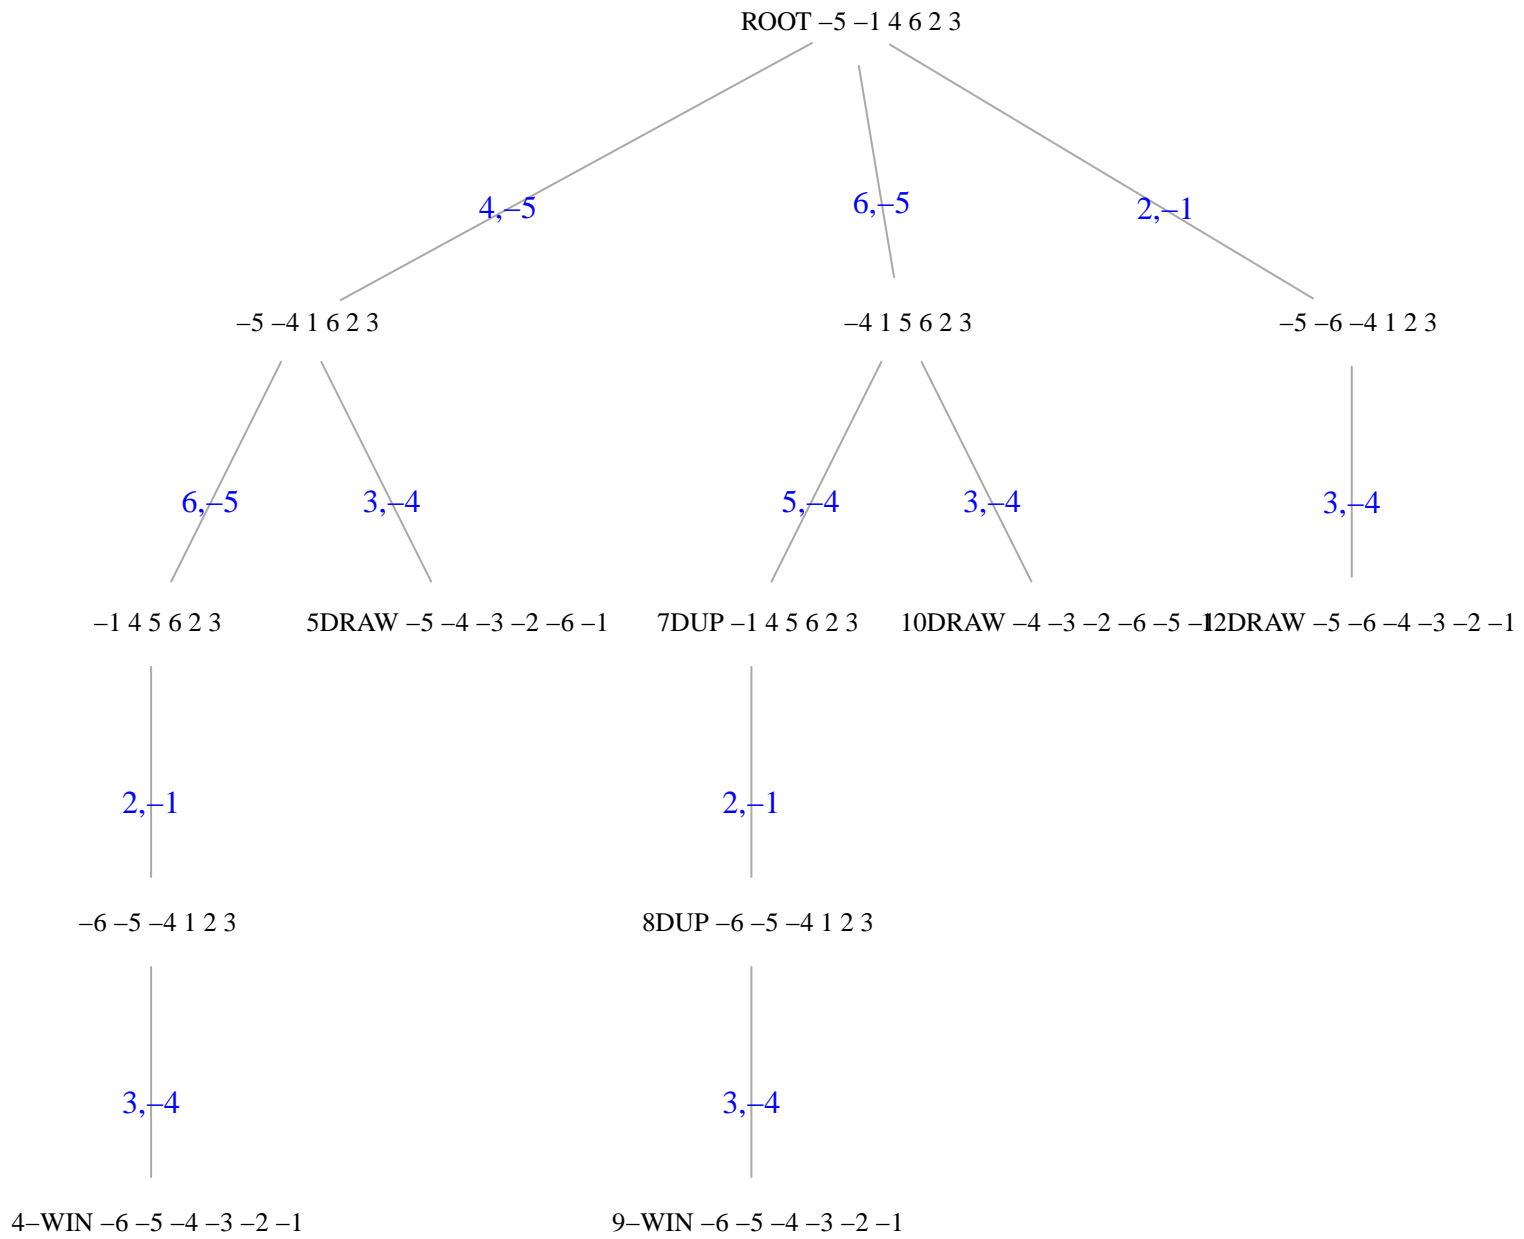 ROOT –5 –1 4 6 2 3
4,–5
6,–5
2,–1
–5 –4 1 6 2 3
–4 1 5 6 2 3
–5 –6 –4 1 2 3
6,–5
3,–4
5,–4
3,–4
3,–4
–1 4 5 6 2 3
5DRAW –5 –4 –3 –2 –6 –1
7DUP –1 4 5 6 2 3
10DRAW –4 –3 –2 –6 –5 –1
12DRAW –5 –6 –4 –3 –2 –1
2,–1
2,–1
–6 –5 –4 1 2 3
8DUP –6 –5 –4 1 2 3
3,–4
3,–4
4–WIN –6 –5 –4 –3 –2 –1
9–WIN –6 –5 –4 –3 –2 –1